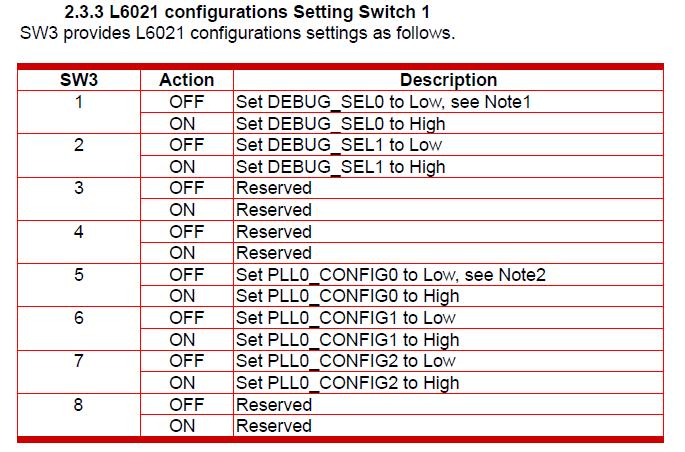 2.3.3 L6021 configurations Setting Switch 1
SW3 provides L6021 configurations settings as follows.
SW3 Action Description
1 OFF Set DEBUG_SEL0 to Low, see Note1
ON Set DEBUG_SEL0 to High
2 OFF Set DEBUG_SEL1 to Low
ON Set DEBUG_SEL1 to High
3 OFF Reserved
ON Reserved
4 OFF Reserved
ON Reserved
5 OFF Set PLL0_CONFIG0 to Low, see Note2
ON Set PLL0_CONFIG0 to High
6 OFF Set PLL0_CONFIG1 to Low
ON Set PLL0_CONFIG1 to High
7 OFF Set PLL0_CONFIG2 to Low
ON Set PLL0_CONFIG2 to High
8 OFF Reserved
ON Reserved